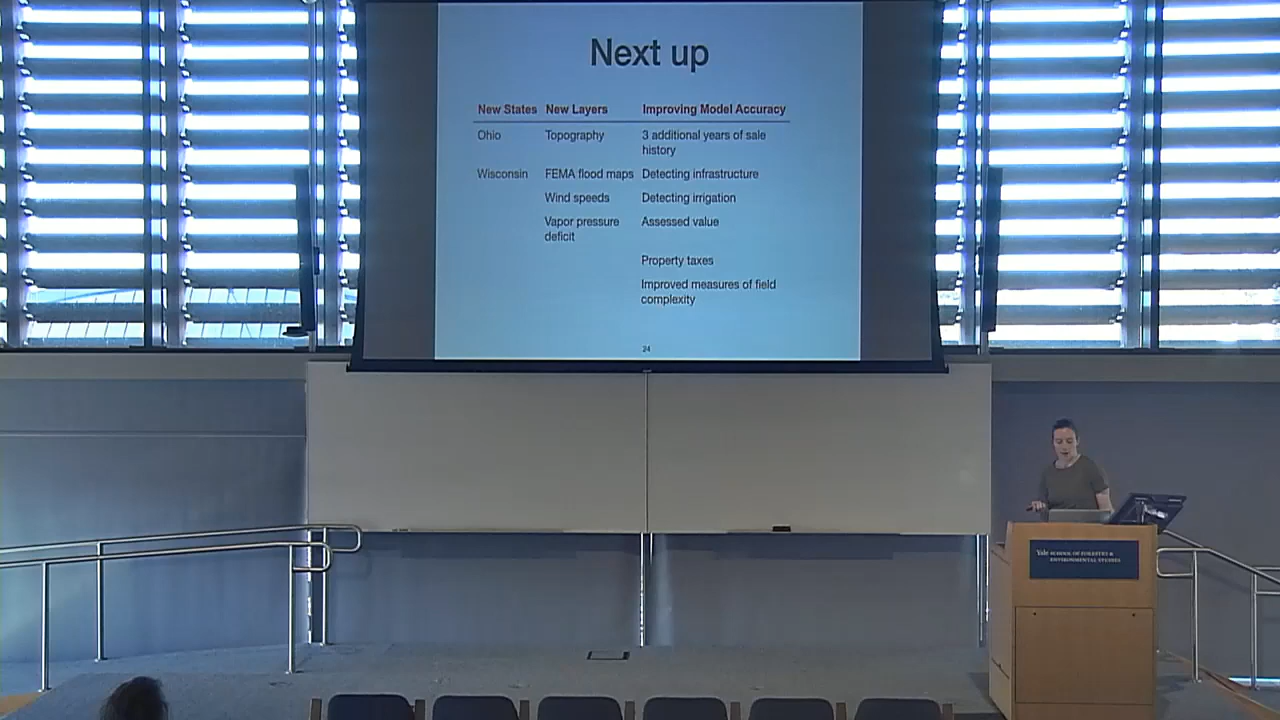 Next up
New States New Layers Improving Model Accuracy
Ohio Topography 3 additional years of sale
history
Wisconsin FEMA flood maps Detecting infrastructure
Wind speeds Detecting irrigation
Vapor pressure Assessed value
deficit
Property taxes
Improved measures of field
complexity
24
Yale SCHOOL OF FORESTRY &
ENVIRONMENTAL STUDIES